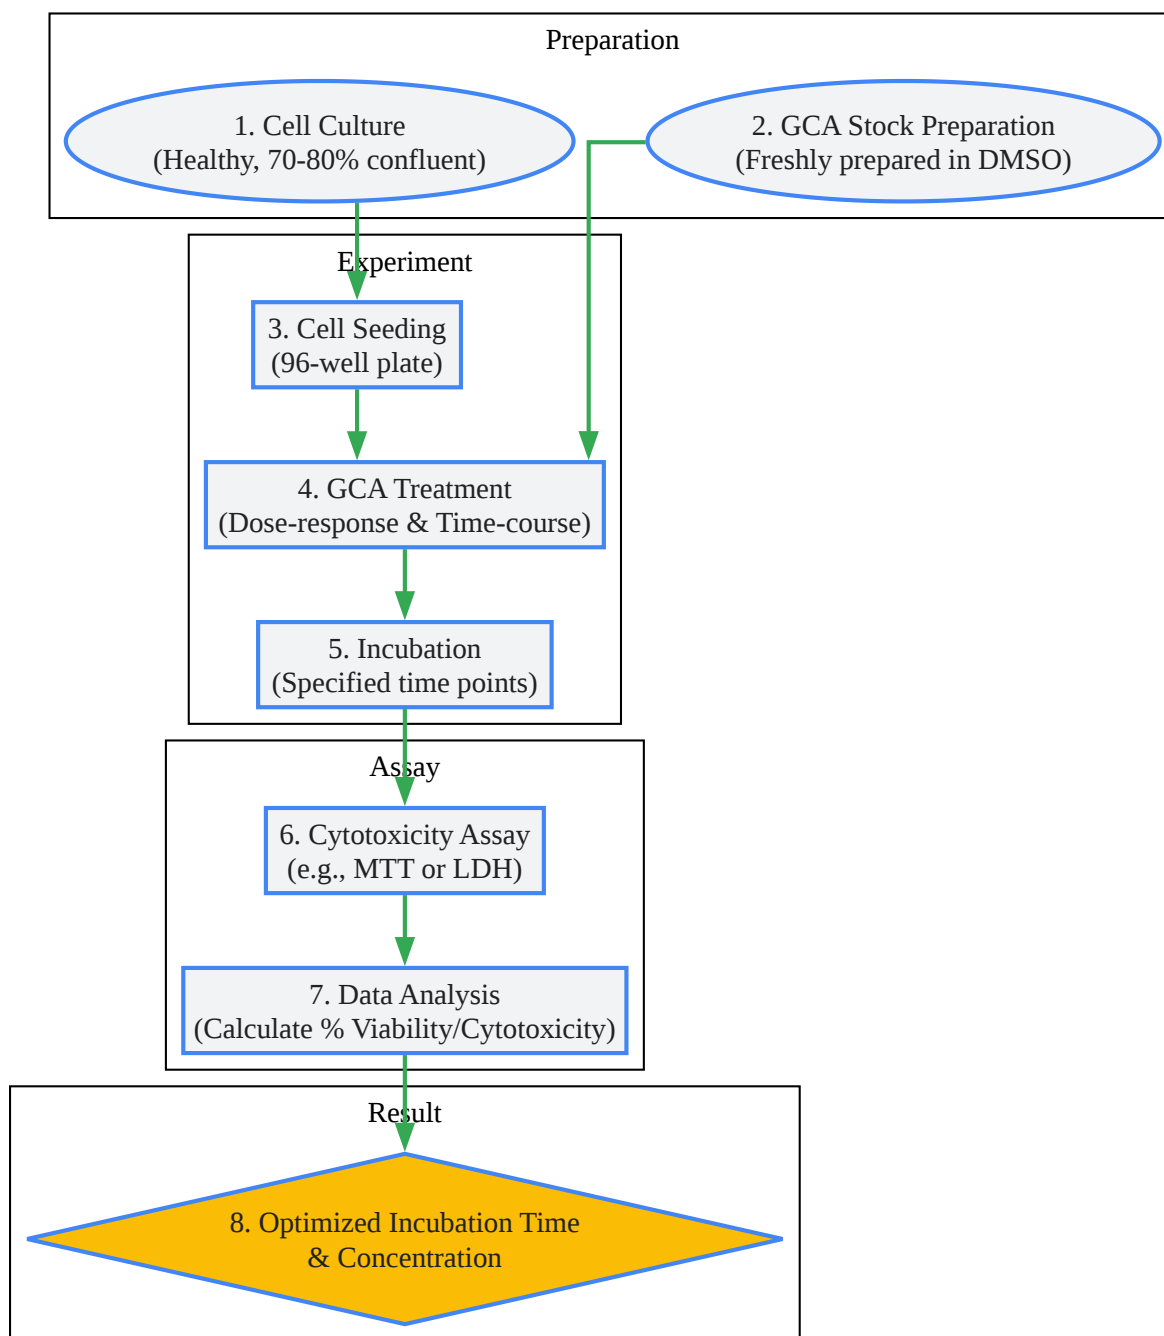 Preparation
1. Cell Culture
(Healthy, 70-80% confluent)
2. GCA Stock Preparation
(Freshly prepared in DMSO)
Experiment
3. Cell Seeding
(96-well plate)
4. GCA Treatment
(Dose-response & Time-course)
5. Incubation
(Specified time points)
Assay
6. Cytotoxicity Assay
(e.g., MTT or LDH)
7. Data Analysis
(Calculate % Viability/Cytotoxicity)
Result
8. Optimized Incubation Time
& Concentration